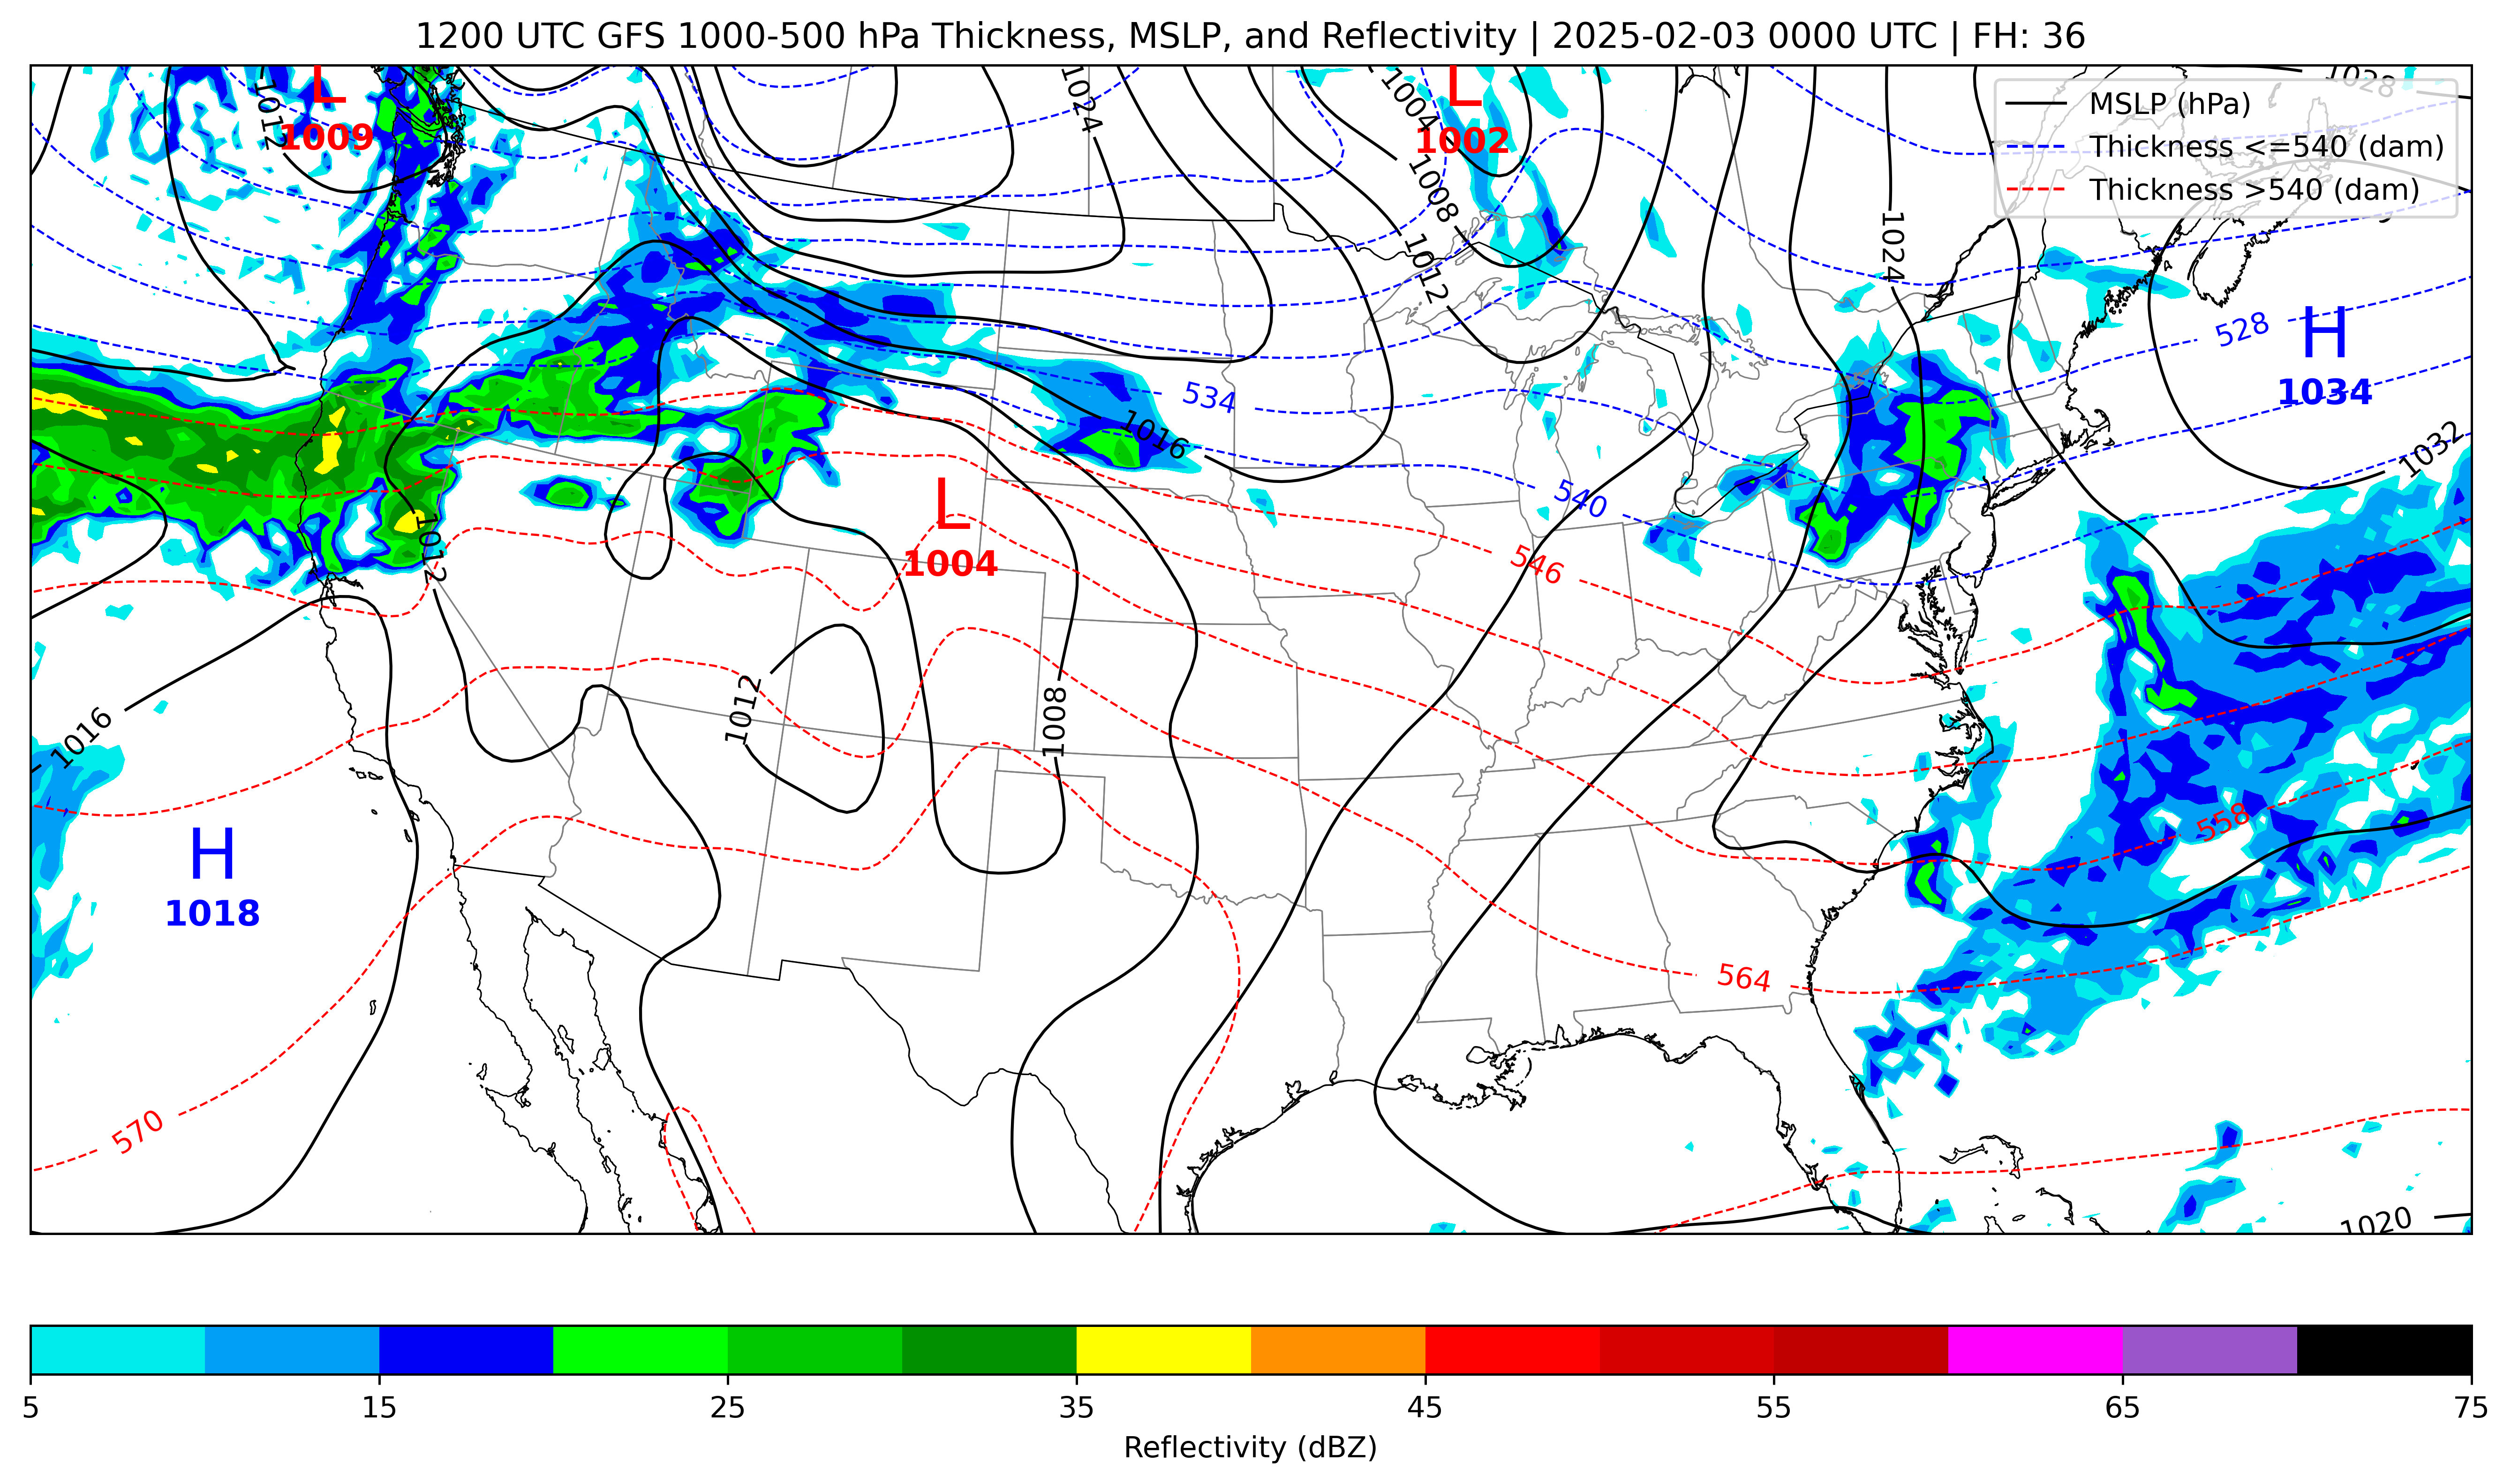 1200 UTC GFS 1000-500 hPa Thickness, MSLP, and Reflectivity | 2025-02-03 0000 UTC | FH: 36
MSLP (hPa)
Thickness <=540 (dam)
Thickness >540 (dam)
L
1009
L
1002
H
1034
L
1004
H
1018
1012
1024
1004
1008
1012
1024
1028
1032
1016
1012
1012
1008
1016
1020
528
534
540
546
558
564
570
5 15 25 35 45 55 65 75
Reflectivity (dBZ)